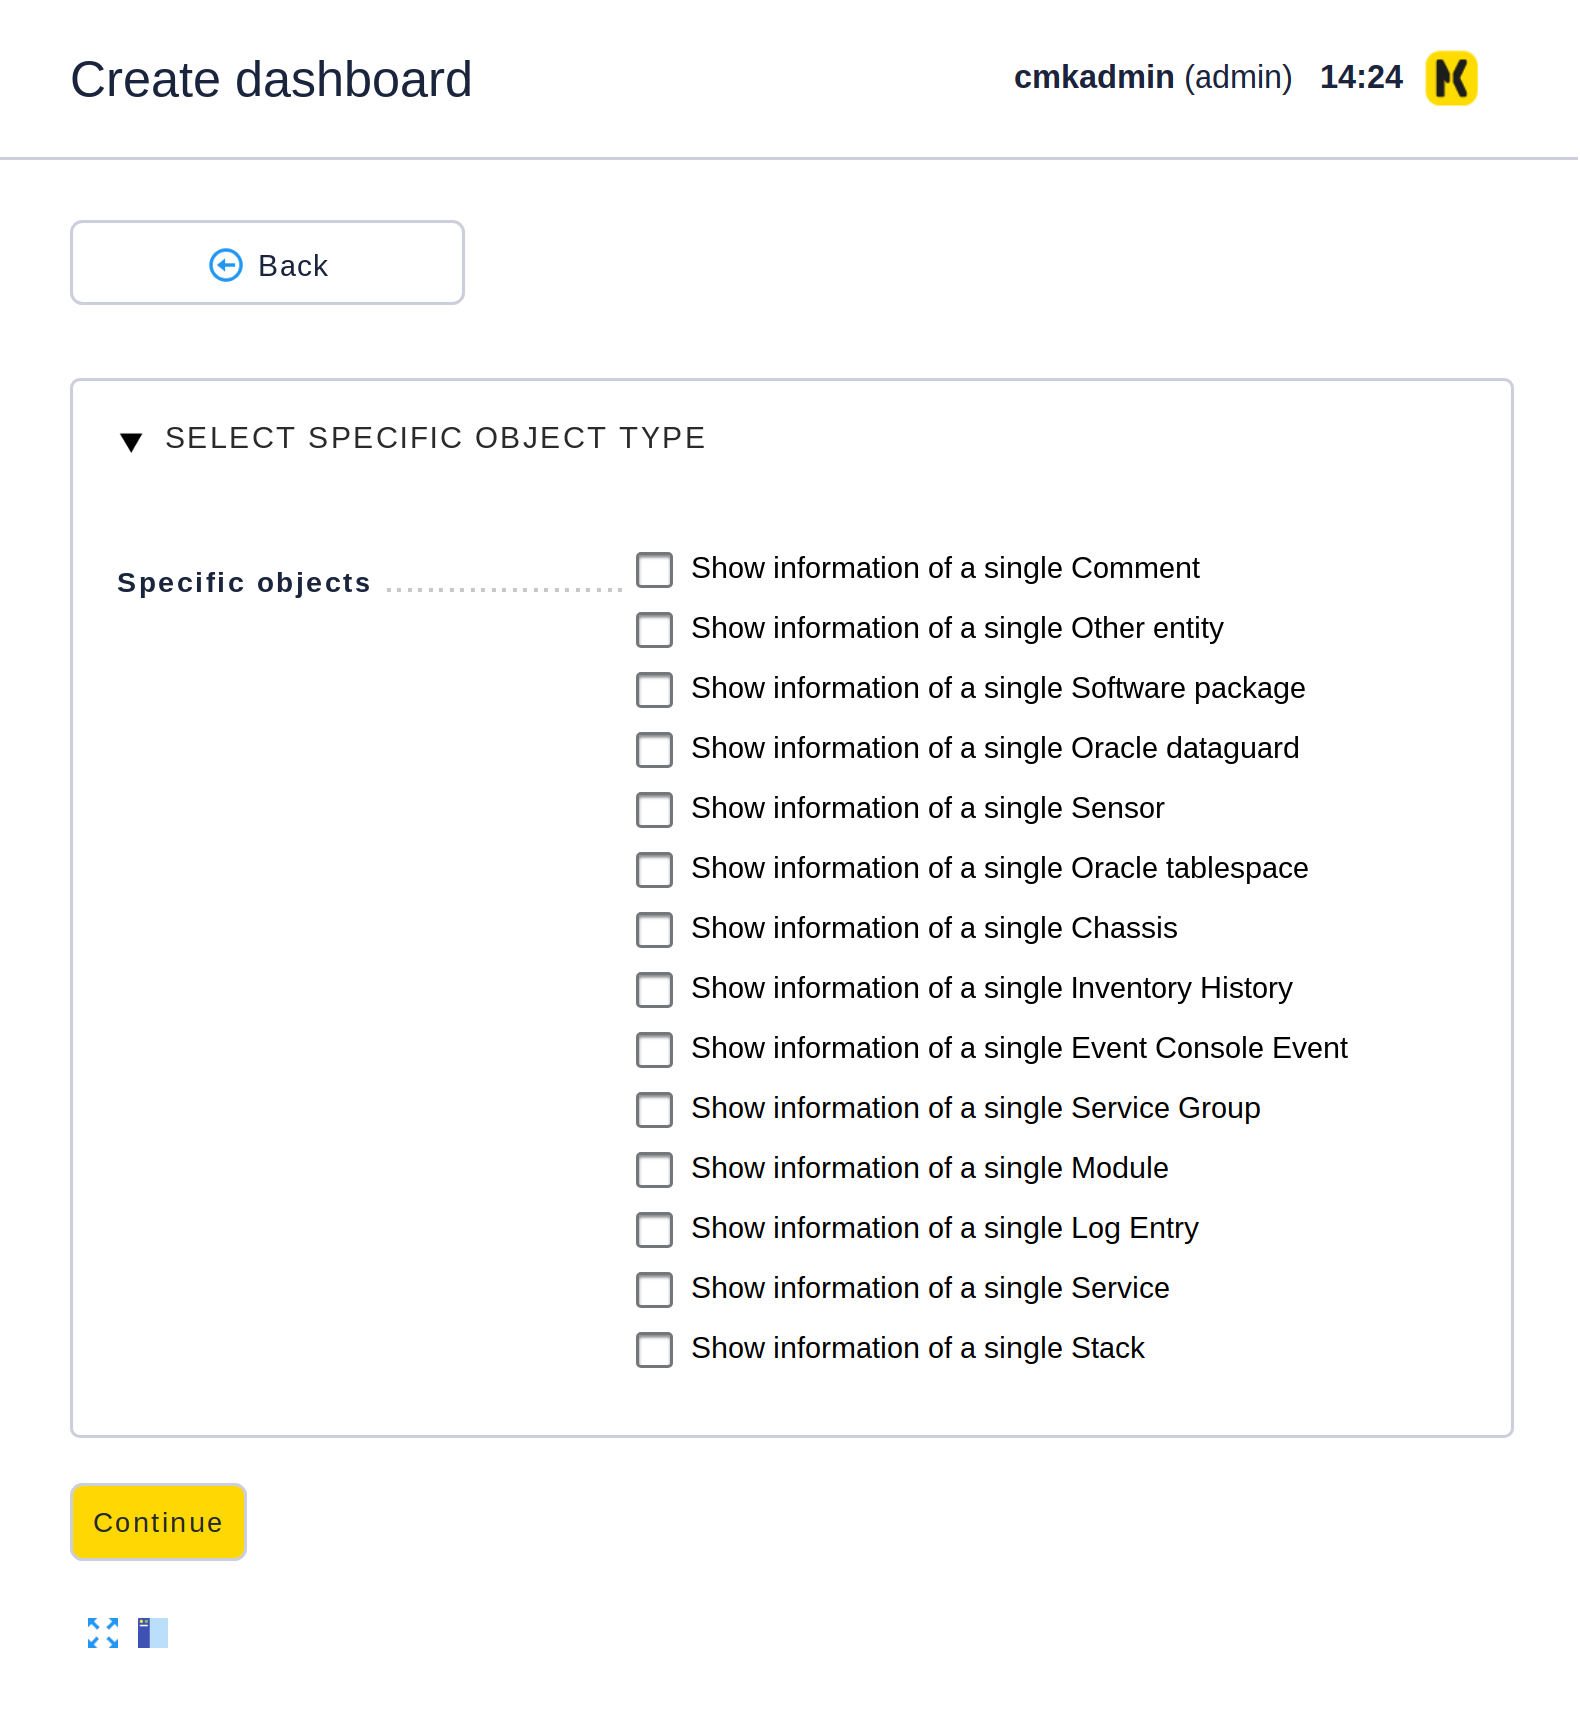 Create dashboard
cmkadmin (admin) 14:24
Back
SELECT SPECIFIC OBJECT TYPE
Specific objects
Show information of a single Comment
Show information of a single Other entity
Show information of a single Software package
Show information of a single Oracle dataguard
Show information of a single Sensor
Show information of a single Oracle tablespace
Show information of a single Chassis
Show information of a single Inventory History
Show information of a single Event Console Event
Show information of a single Service Group
Show information of a single Module
Show information of a single Log Entry
Show information of a single Service
Show information of a single Stack
Continue